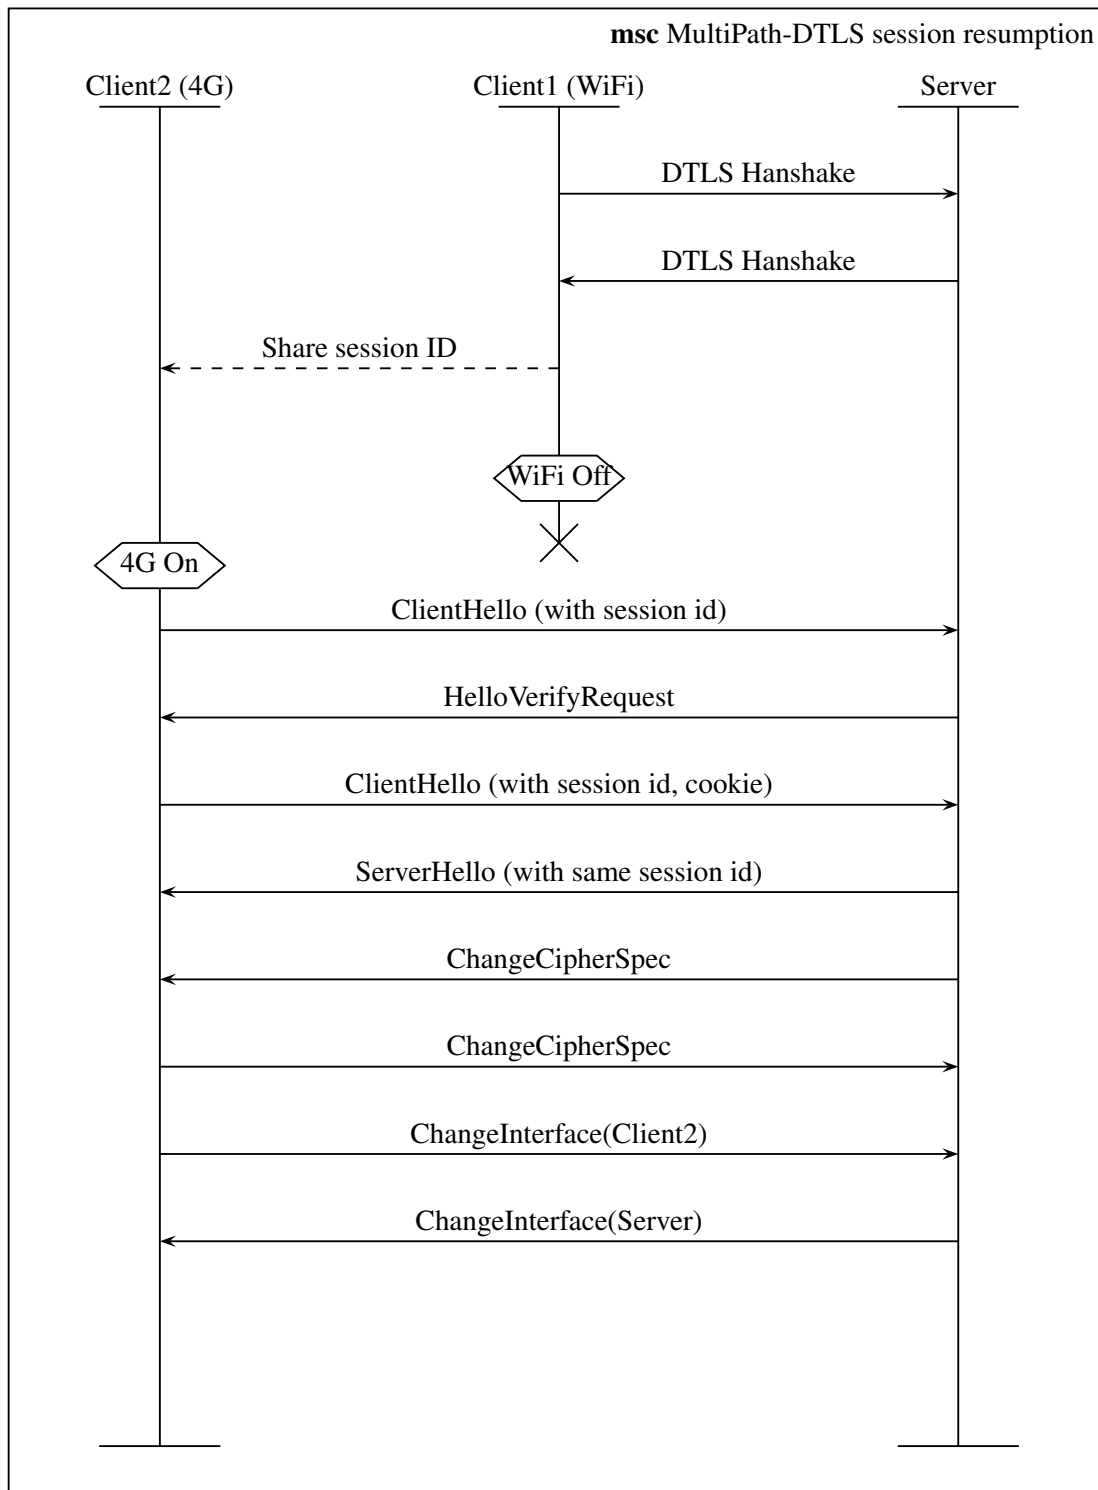 msc MultiPath-DTLS session resumption
Client2 (4G)
Client1 (WiFi)
Server
DTLS Hanshake
DTLS Hanshake
Share session ID
WiFi Off
4G On
ClientHello (with session id)
HelloVerifyRequest
ClientHello (with session id, cookie)
ServerHello (with same session id)
ChangeCipherSpec
ChangeCipherSpec
ChangeInterface(Client2)
ChangeInterface(Server)